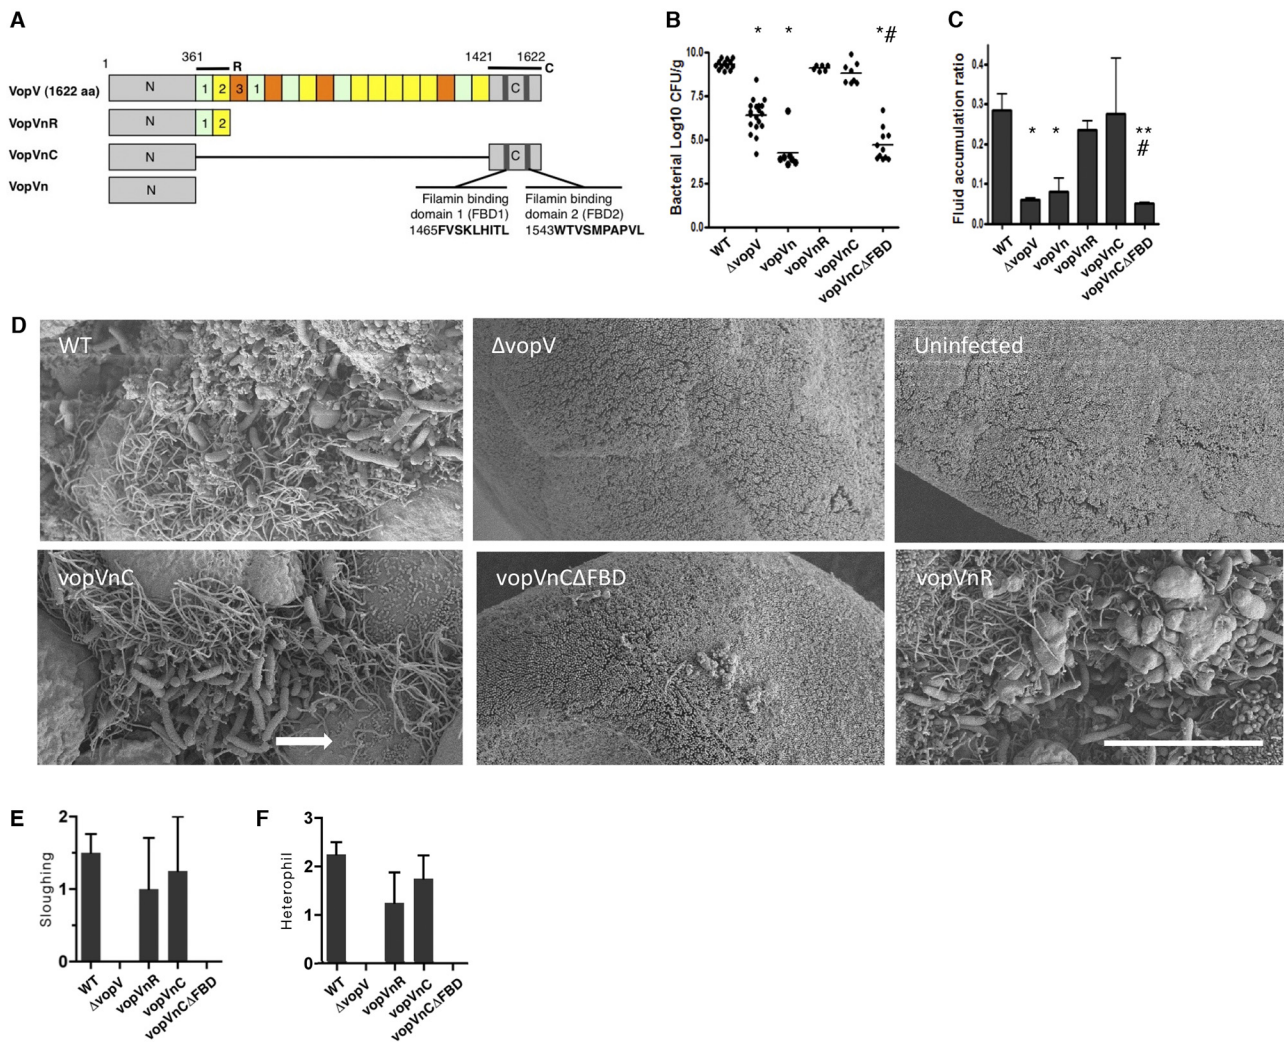 A
1 361 1421 1622
R C
VopV (1622 aa) N 1 2 3 1 C
VopVnR N 1 2
VopVnC N C
VopVn N
Filamin binding
domain 1 (FBD1)
1465FVSKLHITL
Filamin binding
domain 2 (FBD2)
1543WTVSMPAPVL
B
* * *#
Bacterial Log10 CFU/g
10.0
7.5
5.0
2.5
0.0
WT ΔvopV vopVn vopVnR vopVnC vopVnCΔFBD
C
Fluid accumulation ratio
0.4
0.3
0.2
0.1
0.0
* * **
#
WT ΔvopV vopVn vopVnR vopVnC vopVnCΔFBD
D
WT ΔvopV Uninfected
vopVnC vopVnCΔFBD vopVnR
E
Sloughing
2
1
0
WT ΔvopV vopVnR vopVnC vopVnCΔFBD
F
Heterophil
3
2
1
0
WT ΔvopV vopVnR vopVnC vopVnCΔFBD